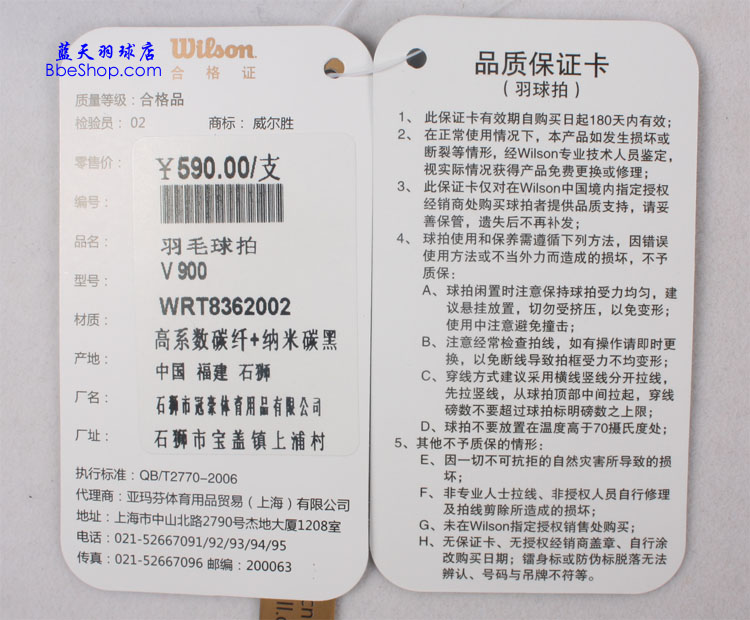 蓝天羽球店
BbeShop.com
Wilson
合格证
质量等级：合格品
检验员：02
商标：威尔胜
零售价：
￥590.00/支
编号：
品名：
羽毛球拍
V900
型号：
WRT8362002
材质：
高系数碳纤+纳米碳黑
产地：
中国 福建 石狮
厂名：
石狮市冠豪体育用品有限公司
厂址：
石狮市宝盖镇上浦村
执行标准：QB/T2770-2006
代理商：亚玛芬体育用品贸易（上海）有限公司
地址：上海市中山北路2790号杰地大厦1208室
电话：021-52667091/92/93/94/95
传真：021-52667096 邮编：200063
品质保证卡
（羽球拍）
1、此保证卡有效期自购买日起180天内有效；
2、在正常使用情况下，本产品如发生损坏或
断裂等情形，经Wilson专业技术人员鉴定，
视实际情况获得产品免费更换或修理；
3、此保证卡仅对在Wilson中国境内指定授权
经销商处购买球拍者提供品质支持，请妥
善保管，遗失后不再补发；
4、球拍使用和保养需遵循下列方法，因错误
使用方法或不当外力而造成的损坏，不予
质保：
A、球拍闲置时注意保持球拍受力均匀，建
议悬挂放置，切勿受挤压，以免变形；
使用中注意避免撞击；
B、注意经常检查拍线，如有操作请即时更
换，以免断线导致拍框受力不均变形；
C、穿线方式建议采用横线竖线分开拉线，
先拉竖线，从球拍顶部中间拉起，穿线
磅数不要超过球拍标明磅数之上限；
D、球拍不要放置在温度高于70摄氏度处；
5、其他不予质保的情形：
E、因一切不可抗拒的自然灾害所导致的损
坏；
F、非专业人士拉线、非授权人员自行修理
及拍线剪除所造成的损坏；
G、未在Wilson指定授权销售处购买；
H、无保证卡、无授权经销商盖章、自行涂
改购买日期；镭身标或防伪标脱落无法
辨认、号码与吊牌不符等。